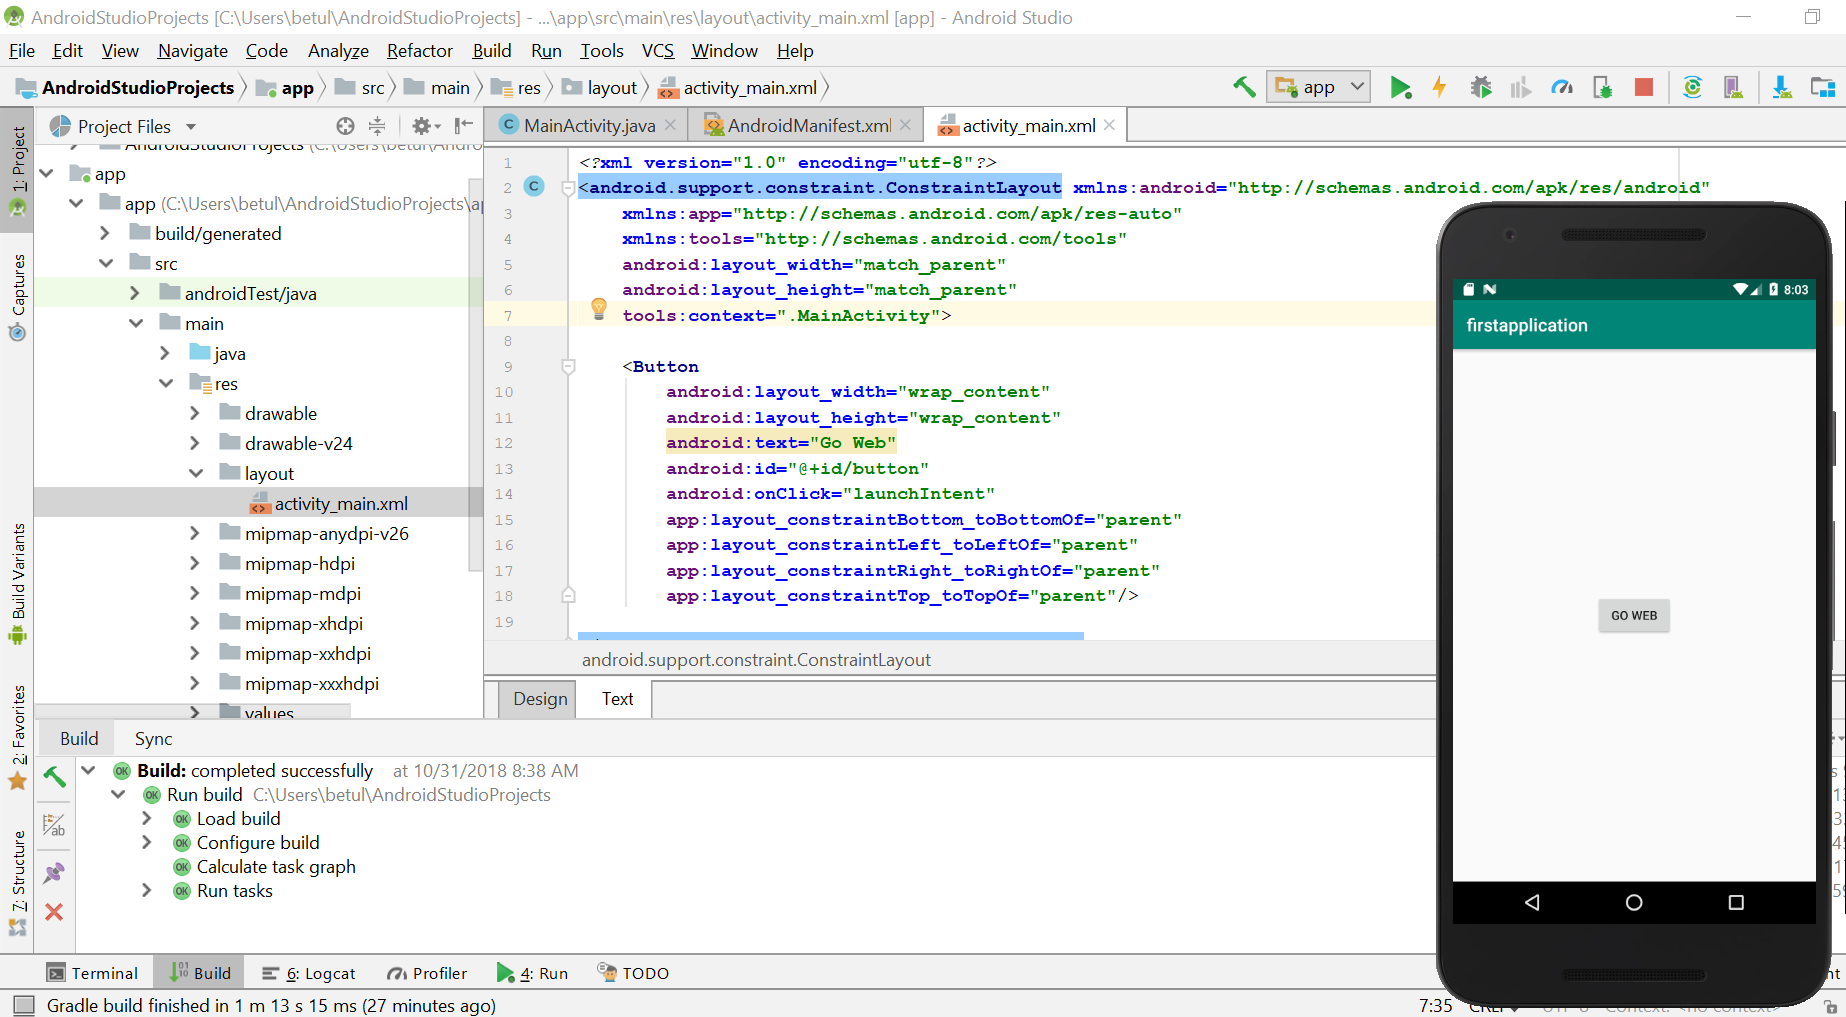 AndroidStudioProjects [C:\Users\betul\AndroidStudioProjects] - ...\app\src\main\res\layout\activity_main.xml [app] - Android Studio
File Edit View Navigate Code Analyze Refactor Build Run Tools VCS Window Help
AndroidStudioProjects app src main res layout activity_main.xml
app
Project Files
MainActivity.java AndroidManifest.xml activity_main.xml
1: Project
Captures
Build Variants
2: Favorites
7: Structure
AndroidStudioProjects (C:\Users\betul\Andro
app
app (C:\Users\betul\AndroidStudioProjects\ap
build/generated
src
androidTest/java
main
java
res
drawable
drawable-v24
layout
activity_main.xml
mipmap-anydpi-v26
mipmap-hdpi
mipmap-mdpi
mipmap-xhdpi
mipmap-xxhdpi
mipmap-xxxhdpi
values
1 <?xml version="1.0" encoding="utf-8"?>
2 <android.support.constraint.ConstraintLayout xmlns:android="http://schemas.android.com/apk/res/android"
3 xmlns:app="http://schemas.android.com/apk/res-auto"
4 xmlns:tools="http://schemas.android.com/tools"
5 android:layout_width="match_parent"
6 android:layout_height="match_parent"
7 tools:context=".MainActivity">
8
9 <Button
10 android:layout_width="wrap_content"
11 android:layout_height="wrap_content"
12 android:text="Go Web"
13 android:id="@+id/button"
14 android:onClick="launchIntent"
15 app:layout_constraintBottom_toBottomOf="parent"
16 app:layout_constraintLeft_toLeftOf="parent"
17 app:layout_constraintRight_toRightOf="parent"
18 app:layout_constraintTop_toTopOf="parent"/>
19
android.support.constraint.ConstraintLayout
Design Text
8:03
firstapplication
GO WEB
Build Sync
Build: completed successfully at 10/31/2018 8:38 AM
Run build C:\Users\betul\AndroidStudioProjects
Load build
Configure build
Calculate task graph
Run tasks
Terminal Build 6: Logcat Profiler 4: Run TODO
Gradle build finished in 1 m 13 s 15 ms (27 minutes ago)
7:35 CRLF UTF-8 Context: <no context>